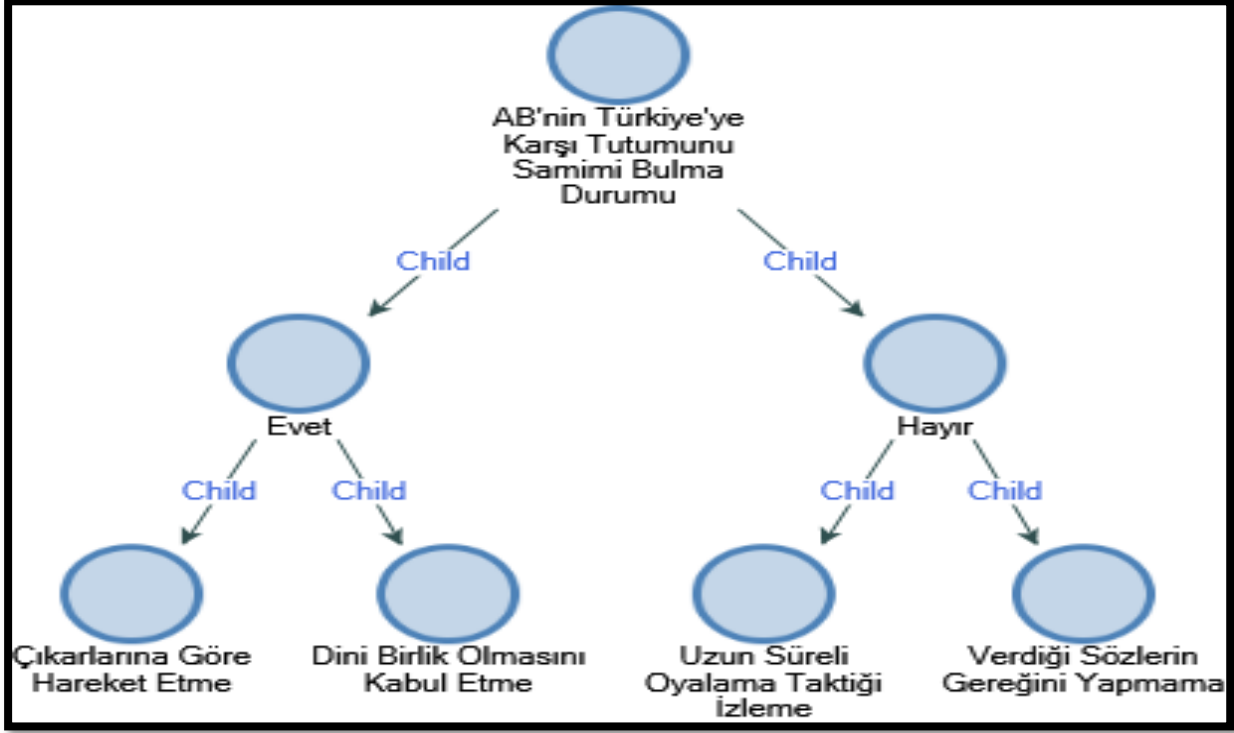 AB'nin Türkiye'ye
Karşı Tutumunu
Samimi Bulma
Durumu
Child
Child
Evet
Hayır
Child
Child
Child
Child
Çıkarlarına Göre
Hareket Etme
Dini Birlik Olmasını
Kabul Etme
Uzun Süreli
Oyalama Taktiği
İzleme
Verdiği Sözlerin
Gereğini Yapmama